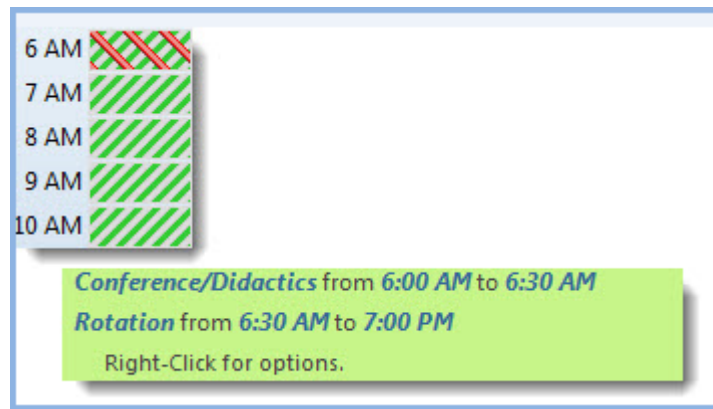 6 AM
7 AM
8 AM
9 AM
10 AM
Conference/Didactics from 6:00 AM to 6:30 AM
Rotation from 6:30 AM to 7:00 PM
Right-Click for options.